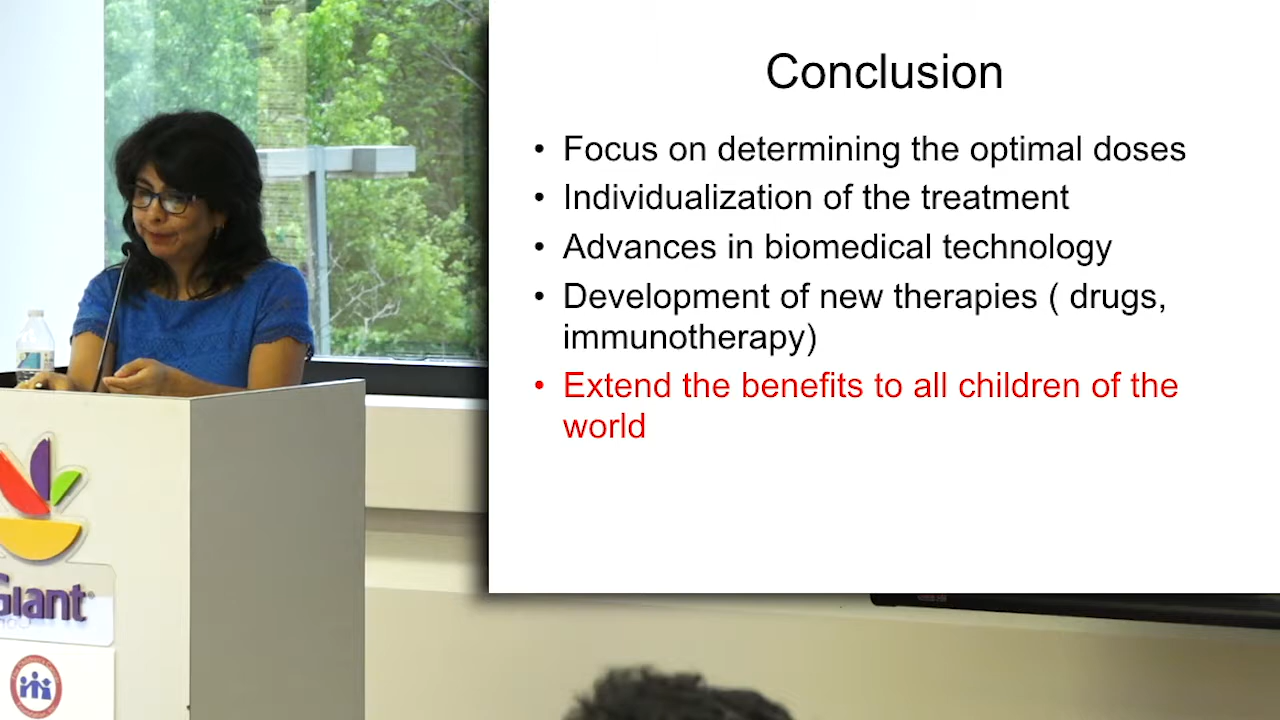 Conclusion
• Focus on determining the optimal doses
• Individualization of the treatment
• Advances in biomedical technology
• Development of new therapies ( drugs,
immunotherapy)
• Extend the benefits to all children of the
world
Giant